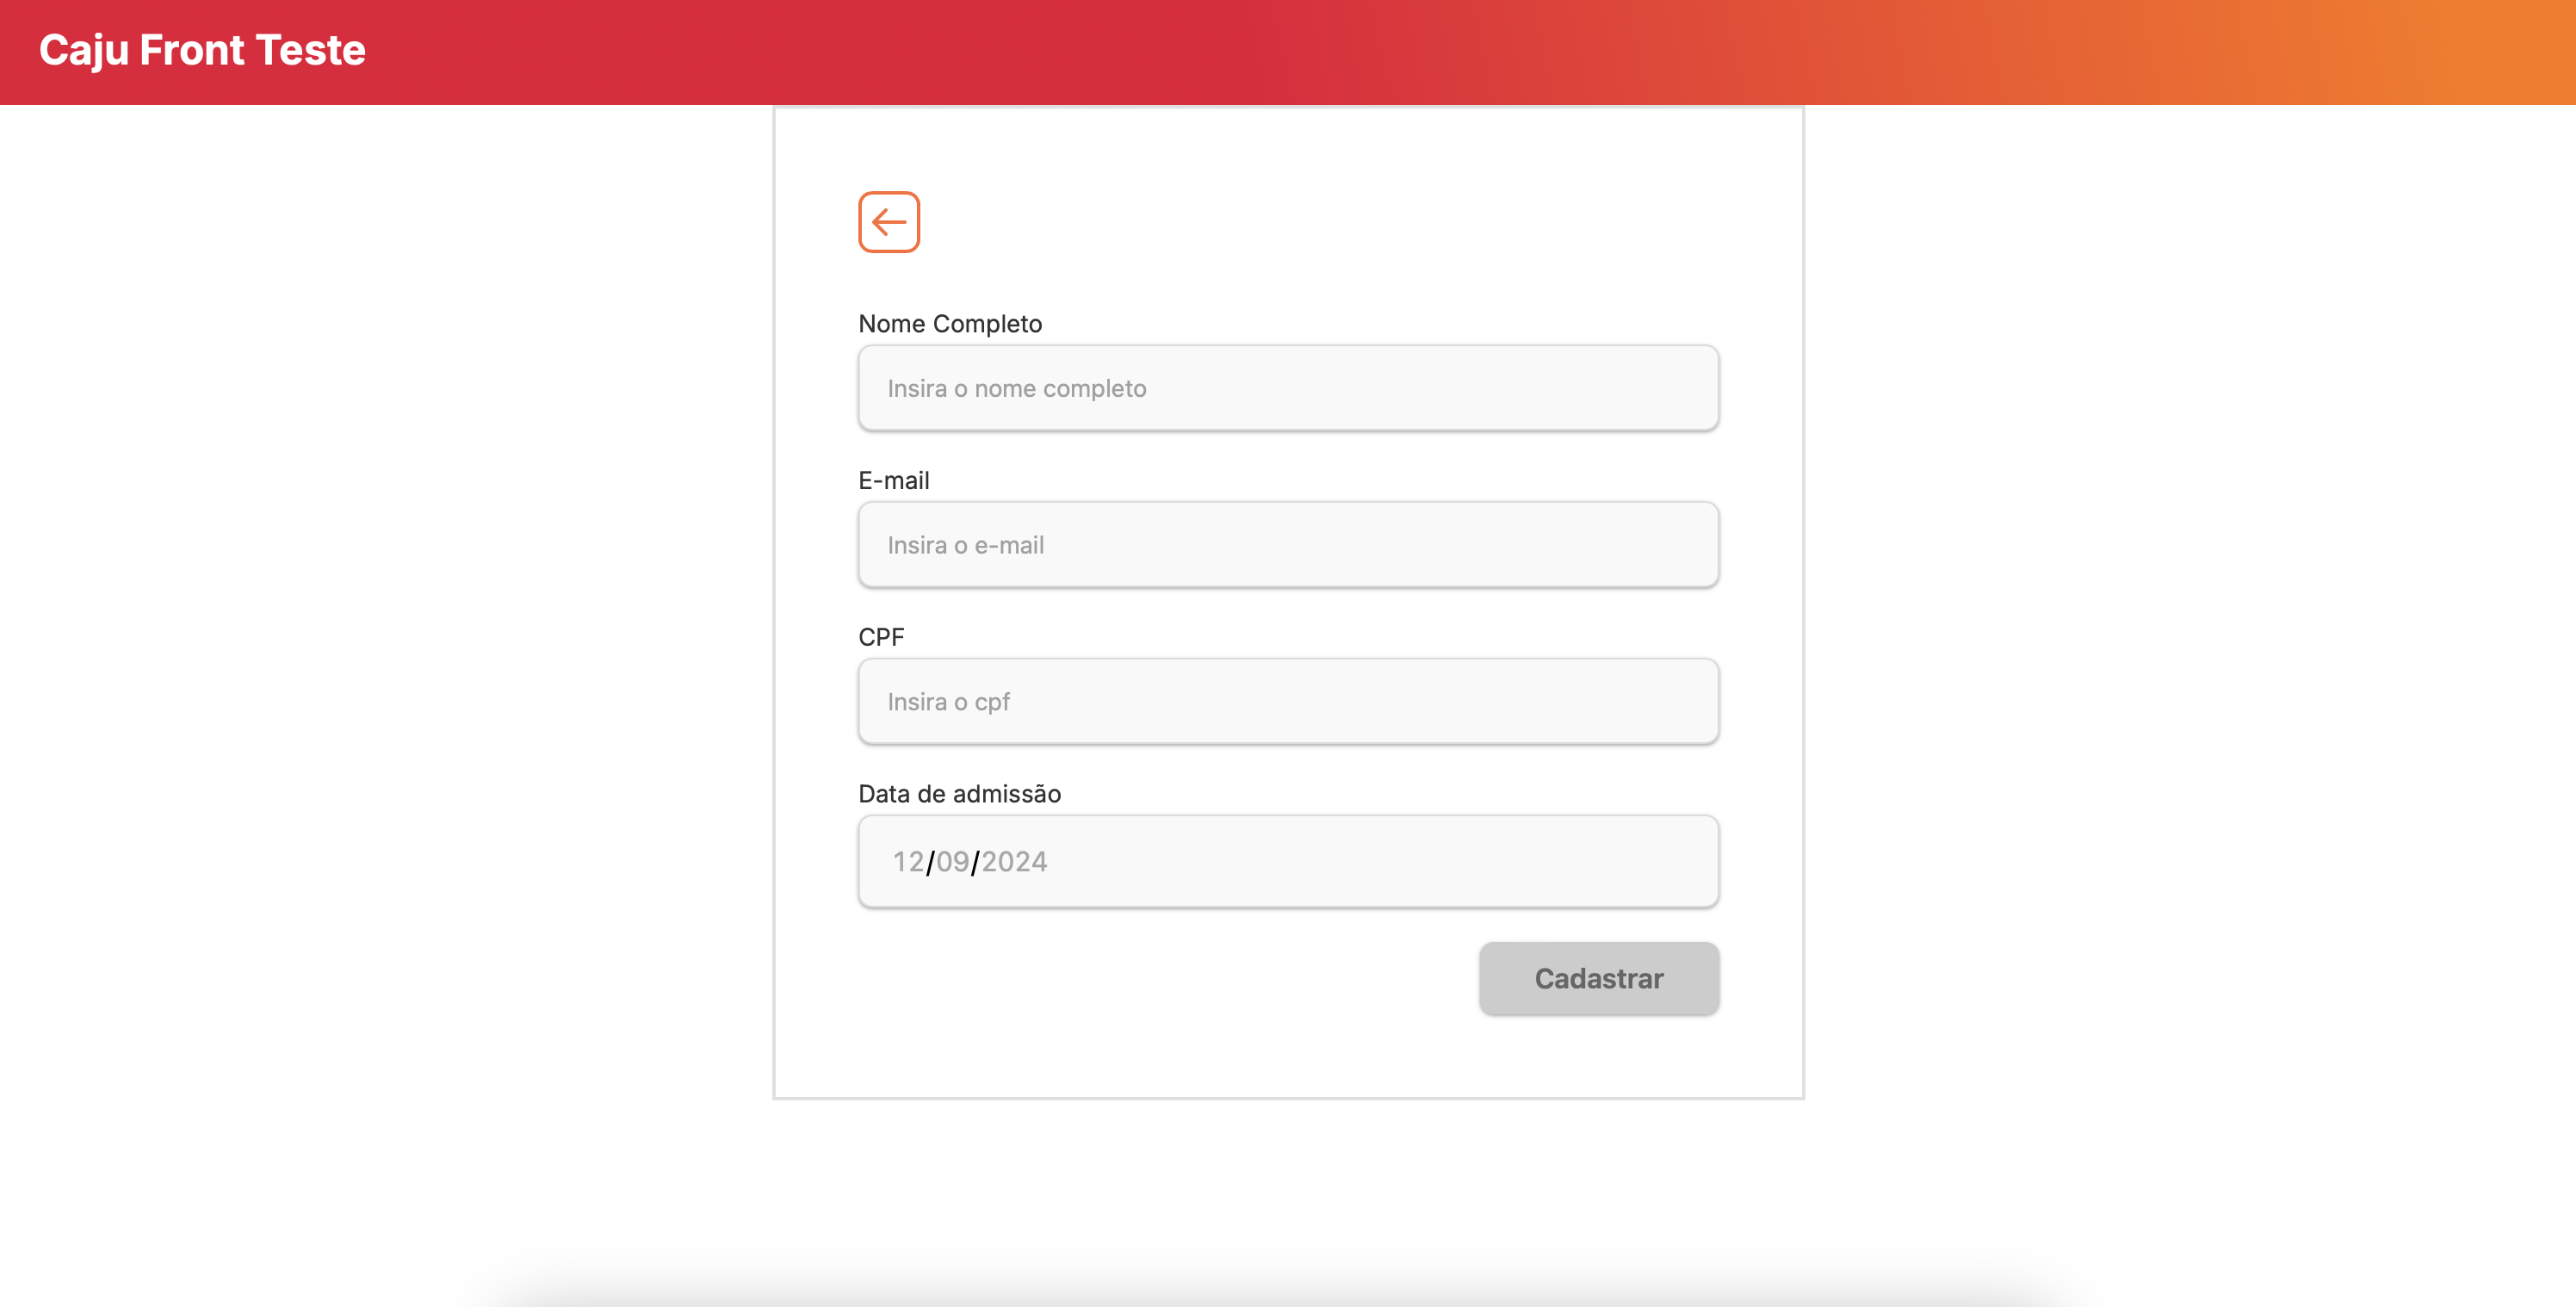 Caju Front Teste
Nome Completo
Insira o nome completo
E-mail
Insira o e-mail
CPF
Insira o cpf
Data de admissão
12/09/2024
Cadastrar